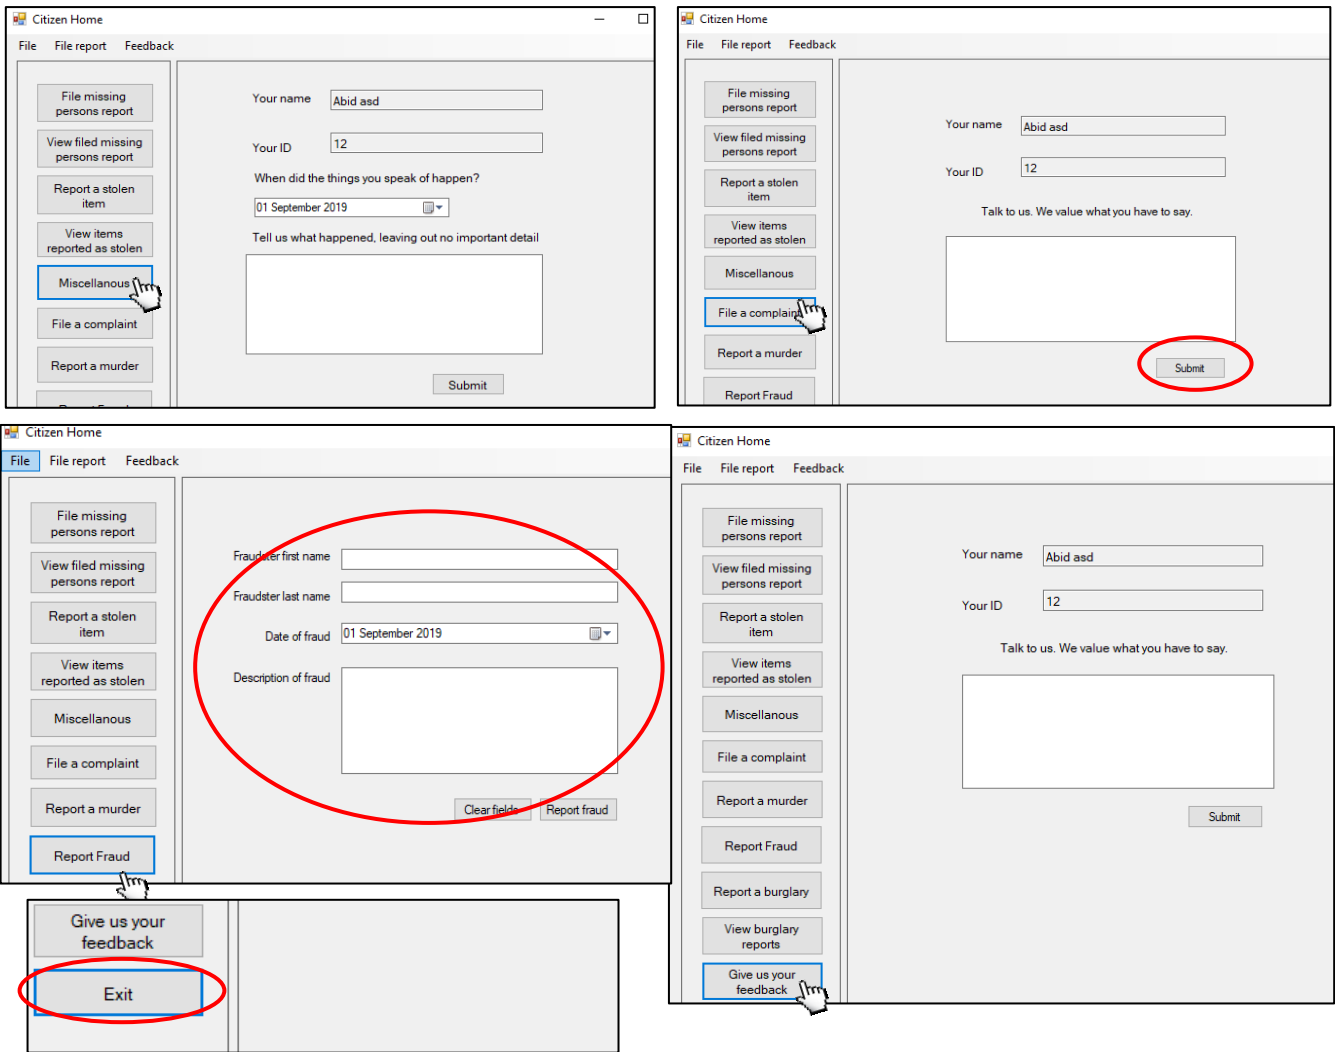 Citizen Home
File File report Feedback
File missing
persons report
View filed missing
persons report
Report a stolen
item
View items
reported as stolen
Miscellanous
File a complaint
Report a murder
Your name Abid asd
Your ID 12
When did the things you speak of happen?
01 September 2019
Tell us what happened, leaving out no important detail
Submit
Citizen Home
File File report Feedback
File missing
persons report
View filed missing
persons report
Report a stolen
item
View items
reported as stolen
Miscellanous
File a complaint
Report a murder
Report Fraud
Your name Abid asd
Your ID 12
Talk to us. We value what you have to say.
Submit
Citizen Home
File File report Feedback
File missing
persons report
View filed missing
persons report
Report a stolen
item
View items
reported as stolen
Miscellanous
File a complaint
Report a murder
Report Fraud
Fraudster first name
Fraudster last name
Date of fraud 01 September 2019
Description of fraud
Clear fields Report fraud
Citizen Home
File File report Feedback
File missing
persons report
View filed missing
persons report
Report a stolen
item
View items
reported as stolen
Miscellanous
File a complaint
Report a murder
Report Fraud
Report a burglary
View burglary
reports
Give us your
feedback
Your name Abid asd
Your ID 12
Talk to us. We value what you have to say.
Submit
Give us your
feedback
Exit